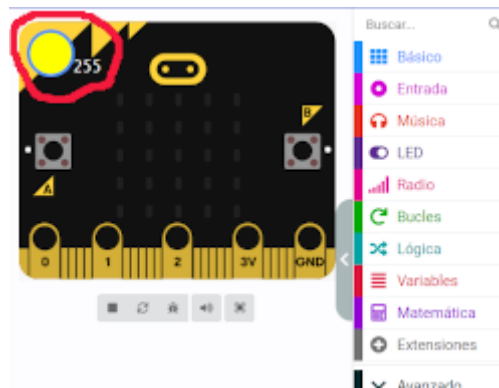 Buscar...
255
Básico
Entrada
B
Música
LED
A
Radio
Bucles
Lógica
0 1 2 3V GND
Variables
Matemática
Extensiones
Avanzado